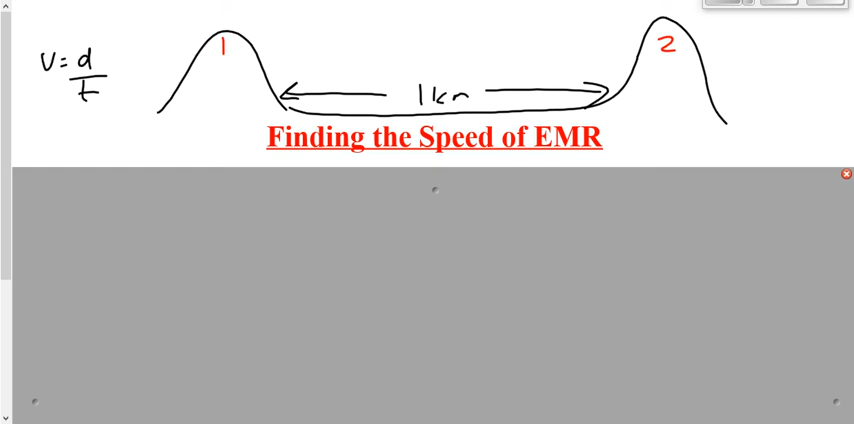 1
2
V = d
t
1km
Finding the Speed of EMR